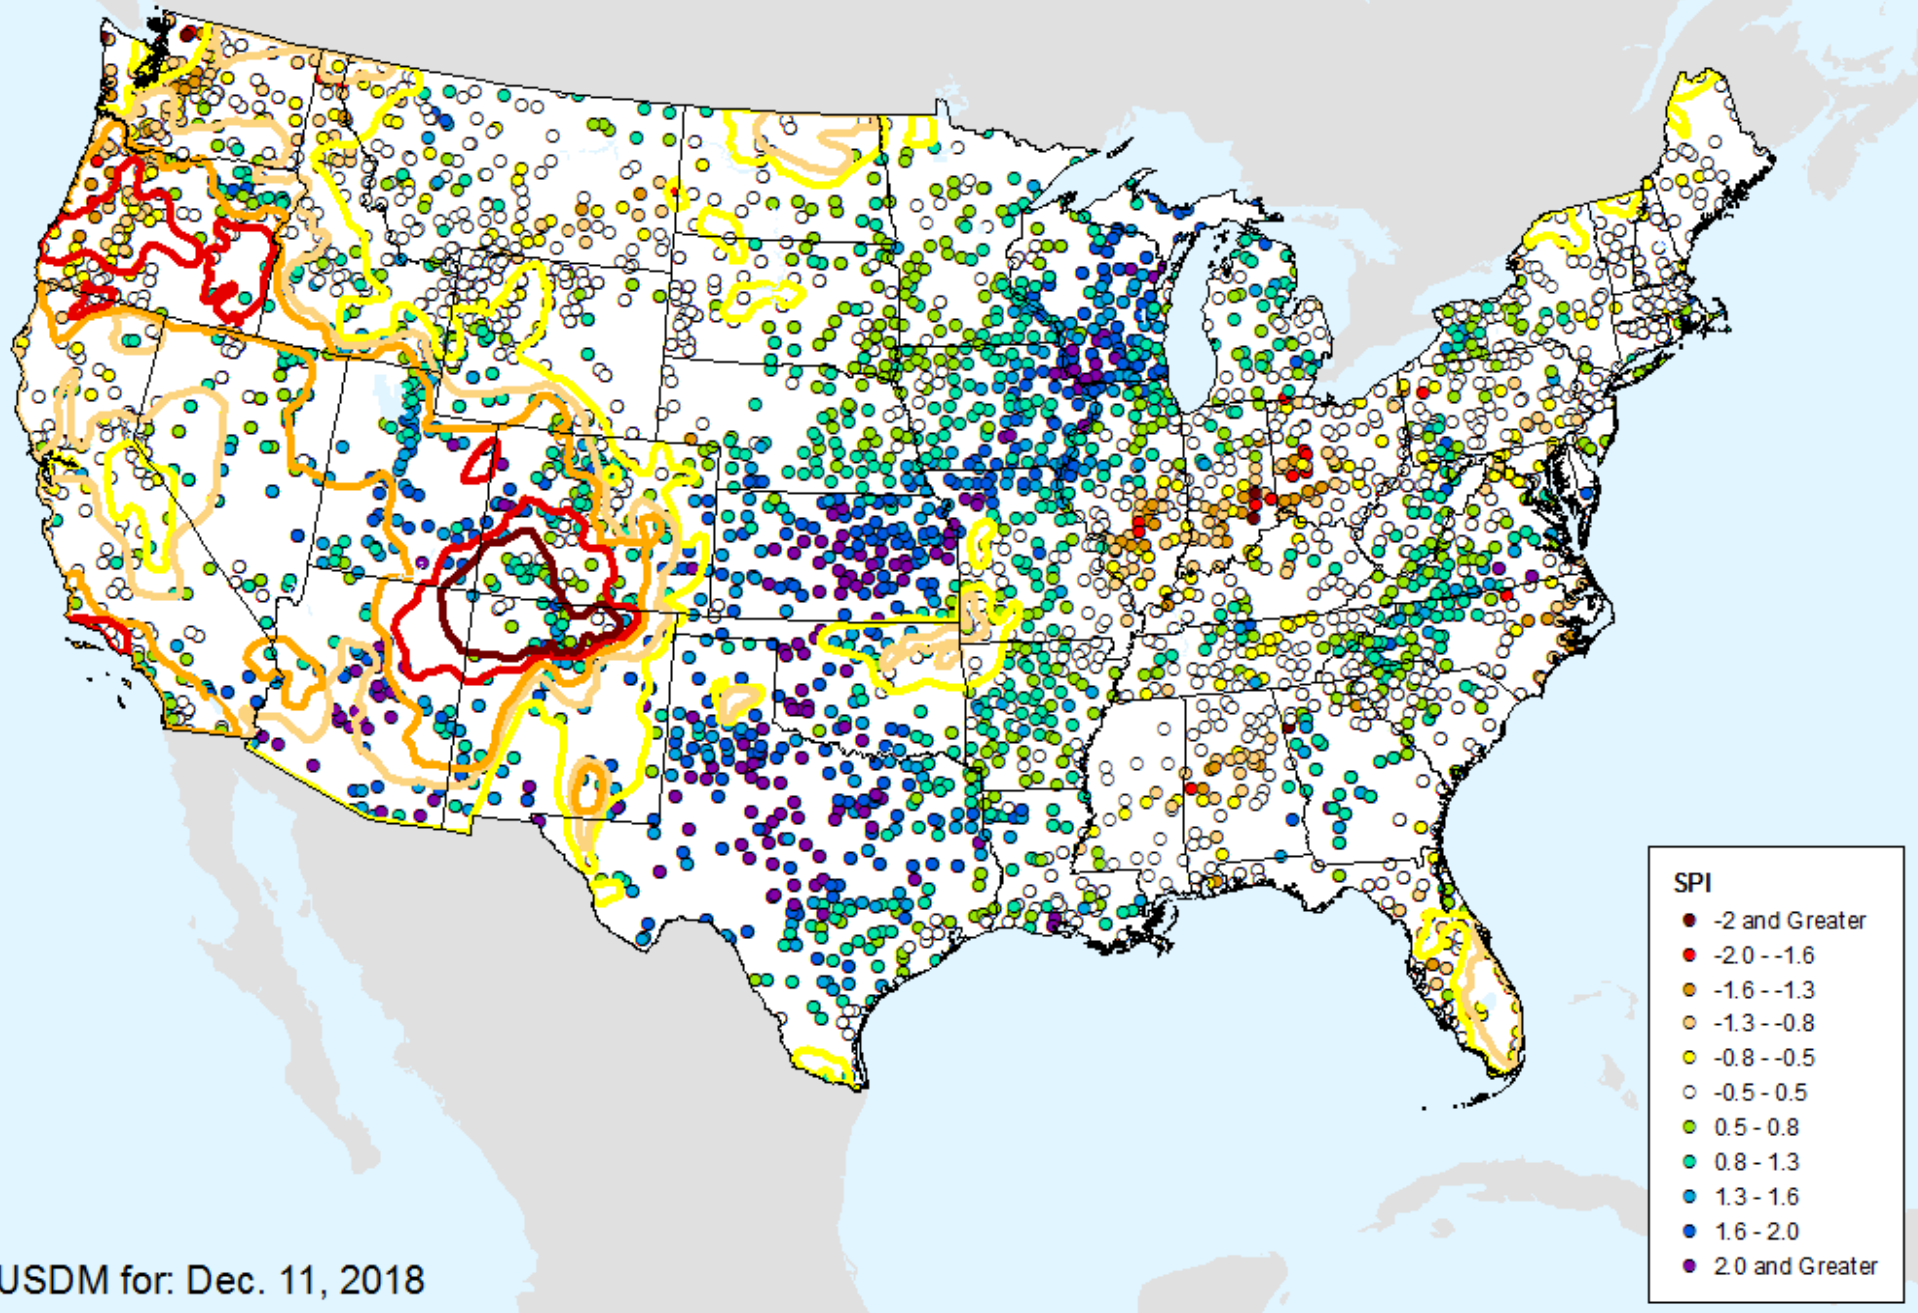 SPI
-2 and Greater
-2.0 - -1.6
-1.6 - -1.3
-1.3 - -0.8
-0.8 - -0.5
-0.5 - 0.5
0.5 - 0.8
0.8 - 1.3
1.3 - 1.6
1.6 - 2.0
2.0 and Greater
USDM for: Dec. 11, 2018